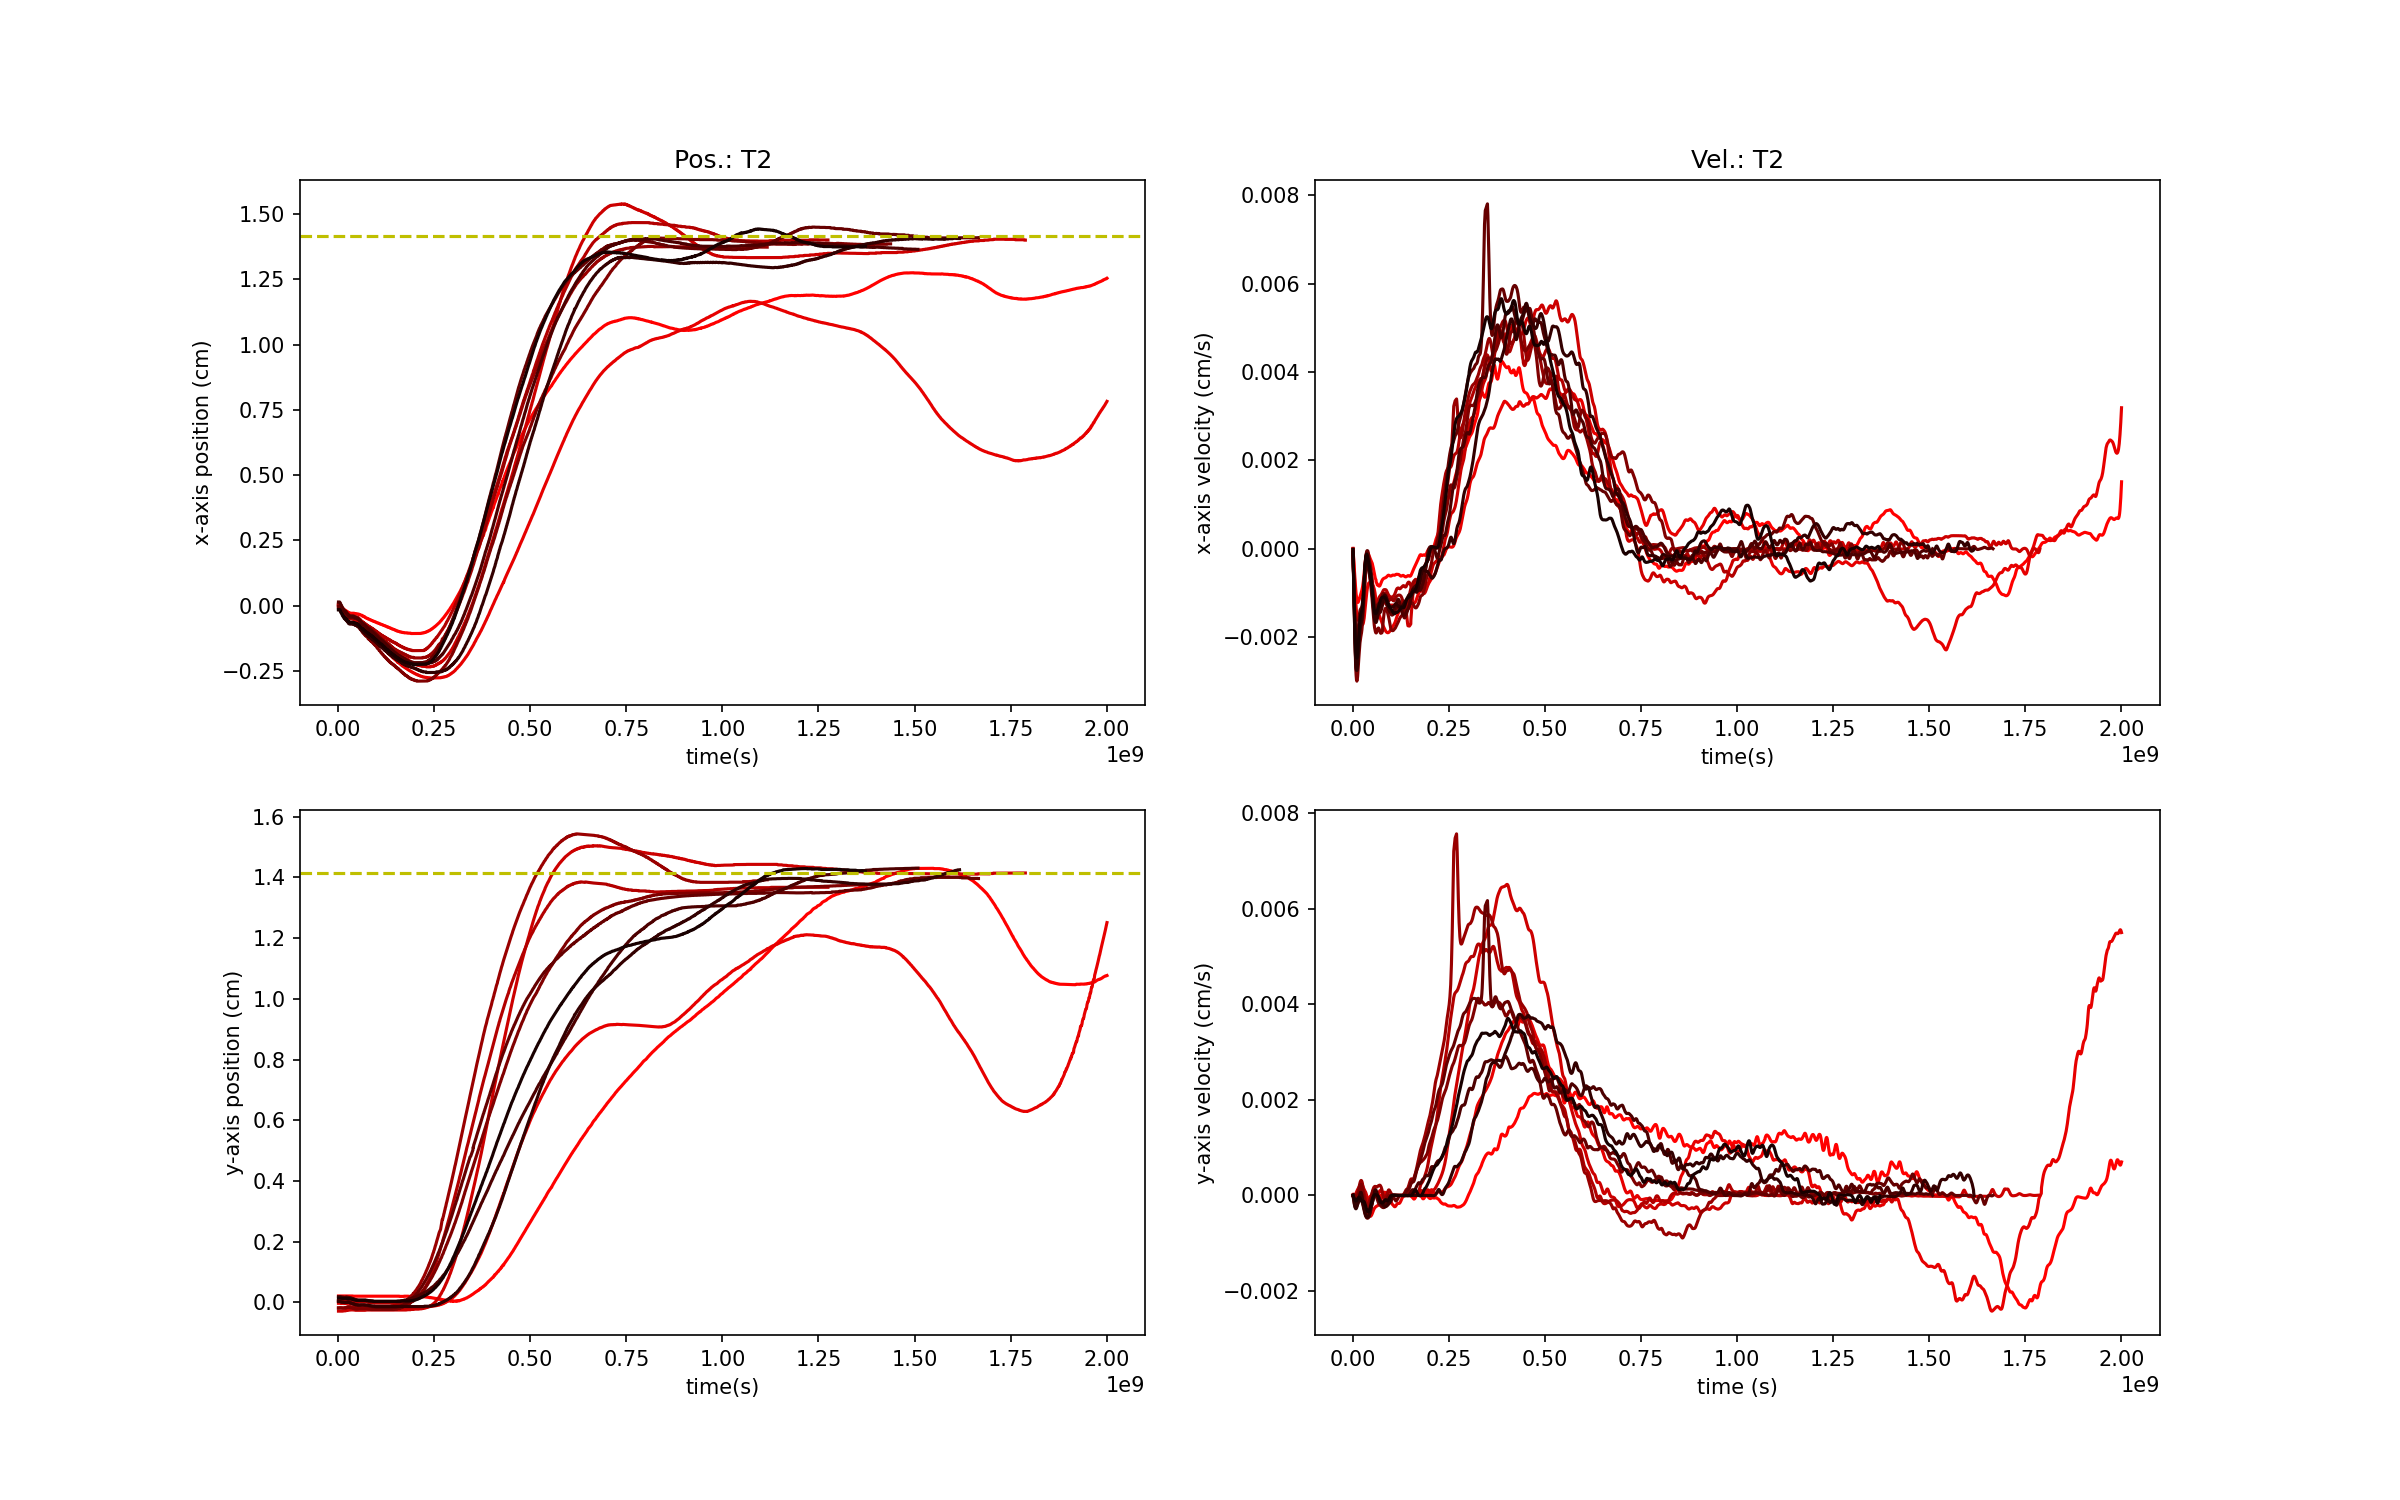 Pos.: T2
1.50
1.25
1.00
0.75
0.50
0.25
0.00
−0.25
x-axis position (cm)
0.00 0.25 0.50 0.75 1.00 1.25 1.50 1.75 2.00
time(s)
1e9
Vel.: T2
0.008
0.006
0.004
0.002
0.000
−0.002
x-axis velocity (cm/s)
0.00 0.25 0.50 0.75 1.00 1.25 1.50 1.75 2.00
time(s)
1e9
1.6
1.4
1.2
1.0
0.8
0.6
0.4
0.2
0.0
y-axis position (cm)
0.00 0.25 0.50 0.75 1.00 1.25 1.50 1.75 2.00
time(s)
1e9
0.008
0.006
0.004
0.002
0.000
−0.002
y-axis velocity (cm/s)
0.00 0.25 0.50 0.75 1.00 1.25 1.50 1.75 2.00
time (s)
1e9